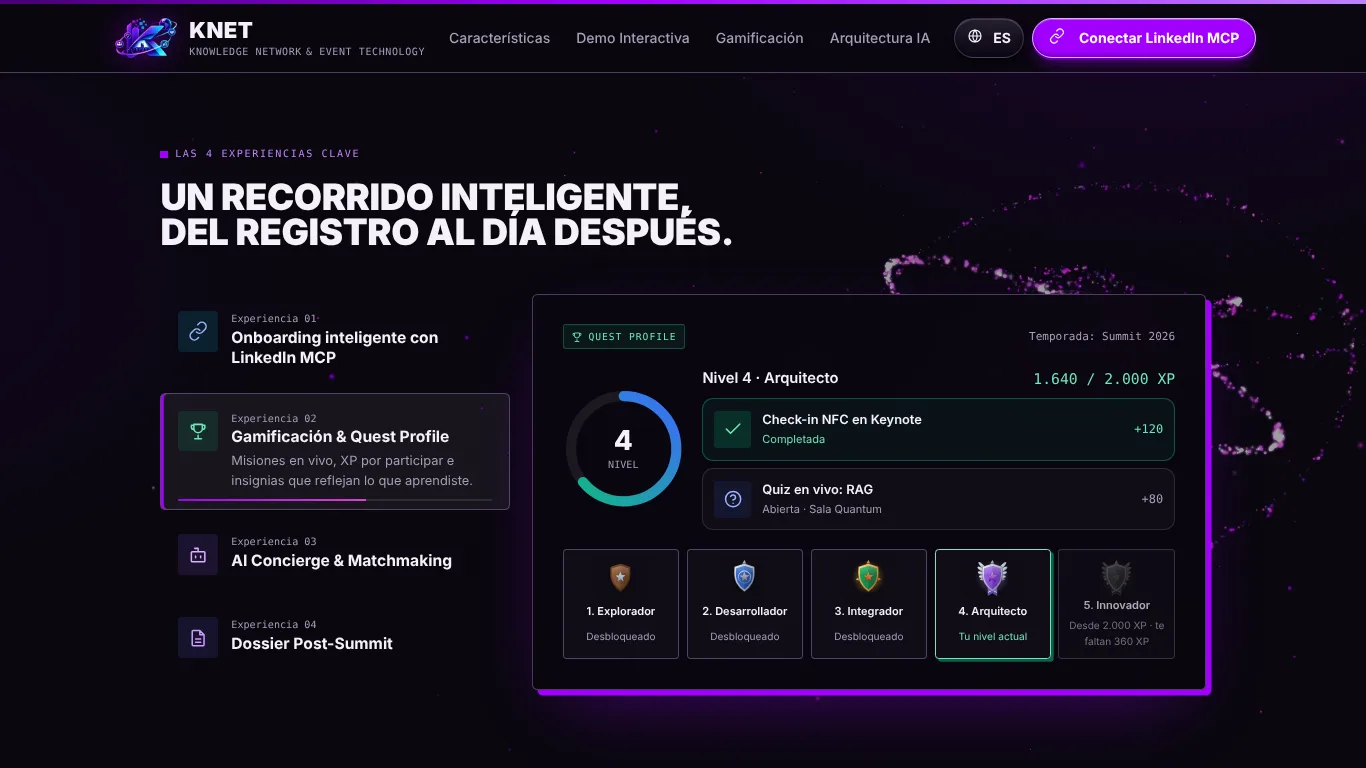 KNET
KNOWLEDGE NETWORK & EVENT TECHNOLOGY
Características
Demo Interactiva
Gamificación
Arquitectura IA
ES
Conectar LinkedIn MCP
LAS 4 EXPERIENCIAS CLAVE
UN RECORRIDO INTELIGENTE,
DEL REGISTRO AL DÍA DESPUÉS.
Experiencia 01
Onboarding inteligente con
LinkedIn MCP
Experiencia 02
Gamificación & Quest Profile
Misiones en vivo, XP por participar e
insignias que reflejan lo que aprendiste.
Experiencia 03
AI Concierge & Matchmaking
Experiencia 04
Dossier Post-Summit
QUEST PROFILE
Temporada: Summit 2026
4
NIVEL
Nivel 4 · Arquitecto
1.640 / 2.000 XP
Check-in NFC en Keynote
Completada
+120
Quiz en vivo: RAG
Abierta · Sala Quantum
+80
1. Explorador
Desbloqueado
2. Desarrollador
Desbloqueado
3. Integrador
Desbloqueado
4. Arquitecto
Tu nivel actual
5. Innovador
Desde 2.000 XP · te
faltan 360 XP